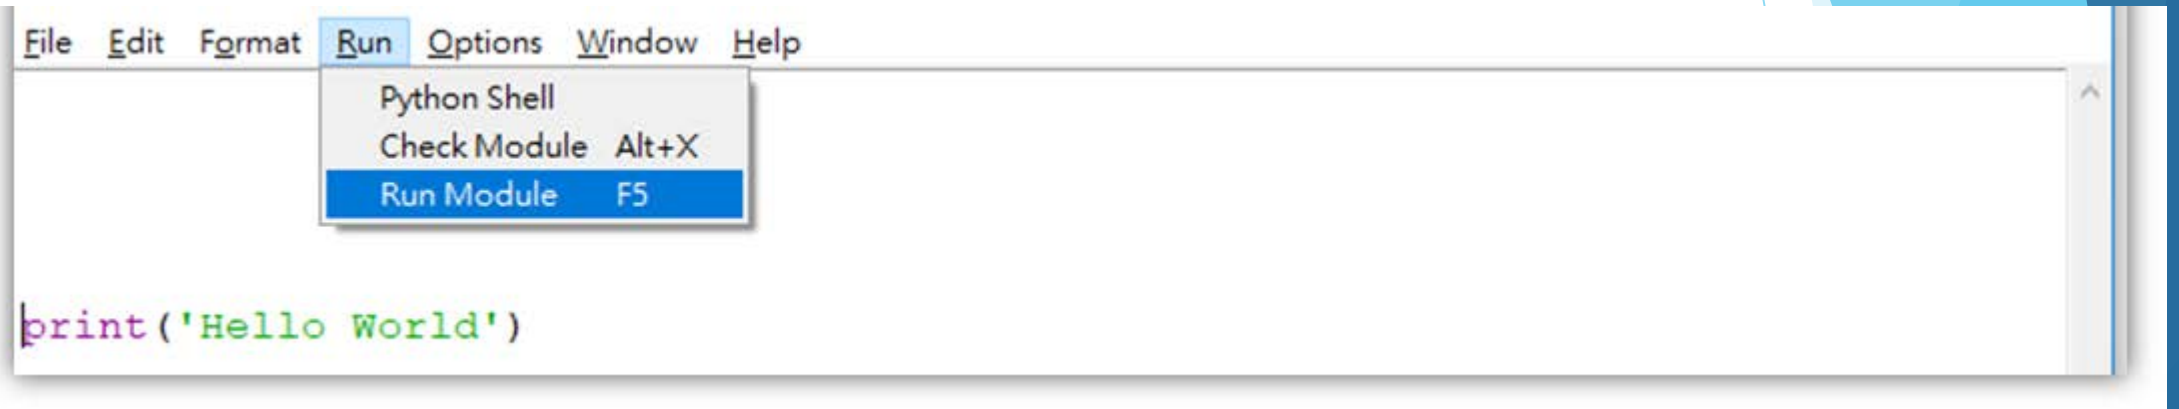 File Edit Format Run Options Window Help
Python Shell
Check Module Alt+X
Run Module F5
print('Hello World')